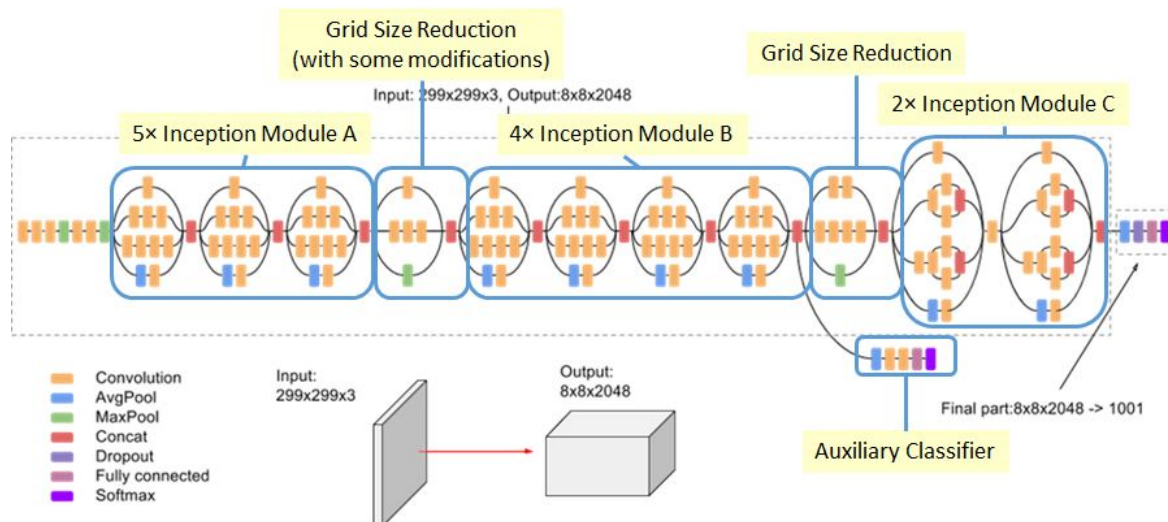 Grid Size Reduction
(with some modifications)
Grid Size Reduction
Input: 299x299x3, Output:8x8x2048
2× Inception Module C
5× Inception Module A
4× Inception Module B
Convolution
AvgPool
MaxPool
Concat
Dropout
Fully connected
Softmax
Input:
299x299x3
Output:
8x8x2048
Final part:8x8x2048 -> 1001
Auxiliary Classifier